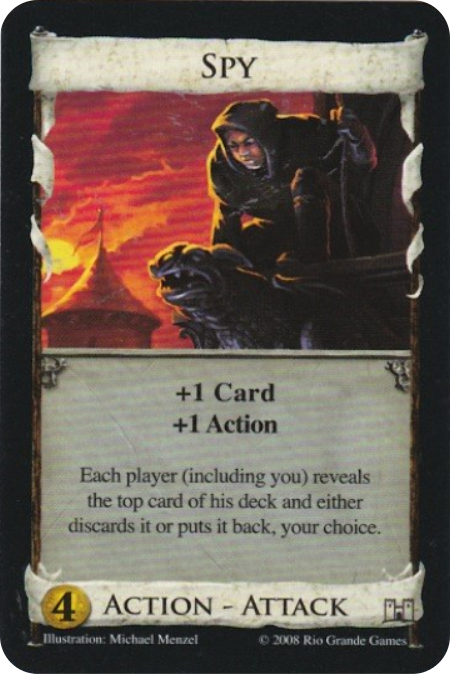 Spy
+1 Card
+1 Action
Each player (including you) reveals
the top card of his deck and either
discards it or puts it back, your choice.
4 Action - Attack
Illustration: Michael Menzel © 2008 Rio Grande Games